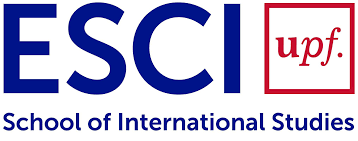 ESCI upf.
School of International Studies